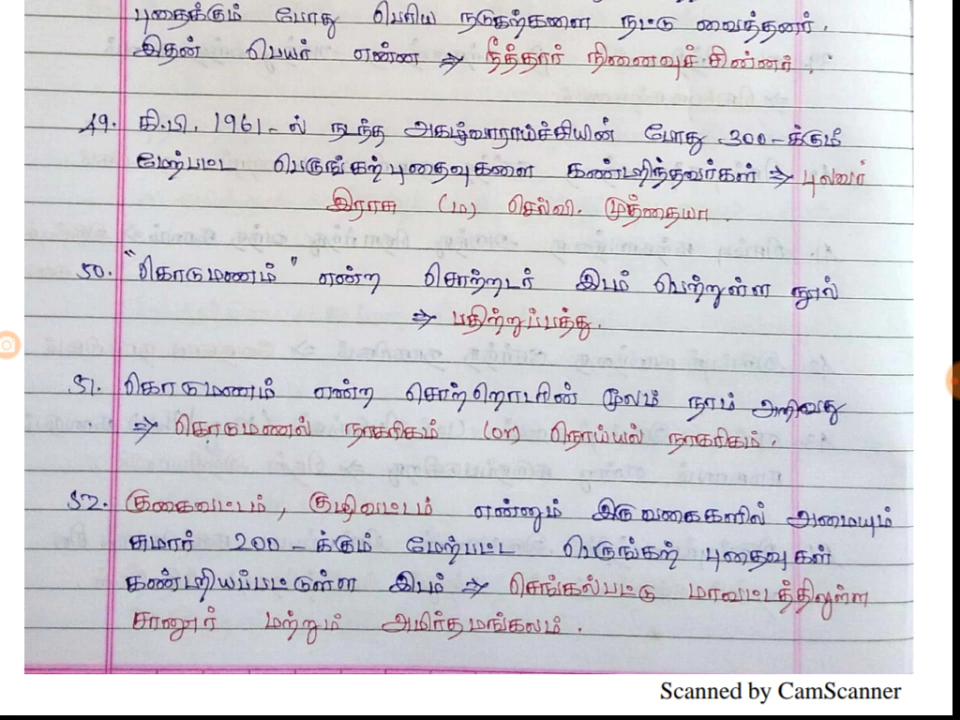 புதைக்கும் போது பெரிய நடுகற்களை நட்டு வைத்தனர்.
இதன் பெயர் என்ன ⇒ நீத்தார் நினைவுச் சின்னர்.
49. கி.பி. 1961-ல் நடந்த அகழ்வாராய்ச்சியின் போது 300-க்கும்
மேற்பட்ட பெருங்கற் புதைவுகளை கண்டறிந்தவர்கள் ⇒ புலவர்
இராசு (ம) செல்வி. முத்தையா.
50. "கொடுமணம்" என்ற சொற்றடர் இடம் பெற்றுள்ள நூல்
⇒ பதிற்றுப்பத்து.
51. கொடுமணம் என்ற சொற்றொடரின் மூலம் நாம் அறிவது
⇒ கொடுமணல் நாகரிகம் (or) நொய்யல் நாகரிகம்.
52. குகைவட்டம், குழிவட்டம் என்னும் இரு வகைகளில் அமையும்
சுமார் 200-க்கும் மேற்பட்ட பெருங்கற் புதைவுகள்
கண்டறியப்பட்டுள்ள இடம் ⇒ செங்கல்பட்டு மாவட்டத்திலுள்ள
சானூர் மற்றும் அமிர்தமங்கலம்.
Scanned by CamScanner